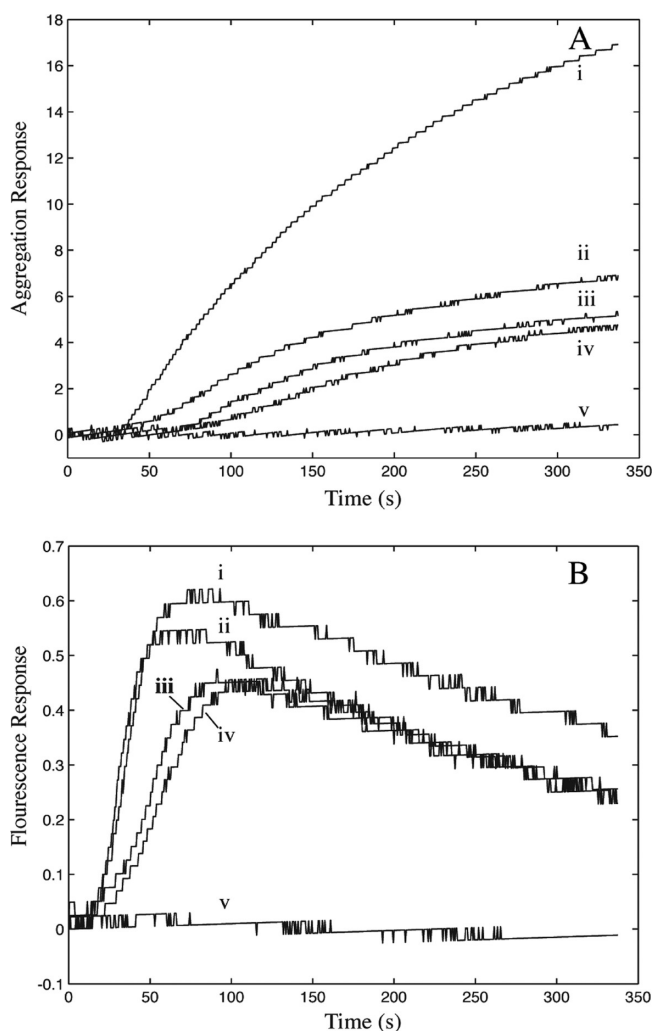 18
A
i
16
14
12
10
8
ii
6
iii
4
iv
2
v
0
0 50 100 150 200 250 300 350
Aggregation Response
Time (s)
0.7
B
i
0.6
ii
0.5
iii
iv
0.4
0.3
0.2
0.1
v
0
-0.1
0 50 100 150 200 250 300 350
Flourescence Response
Time (s)